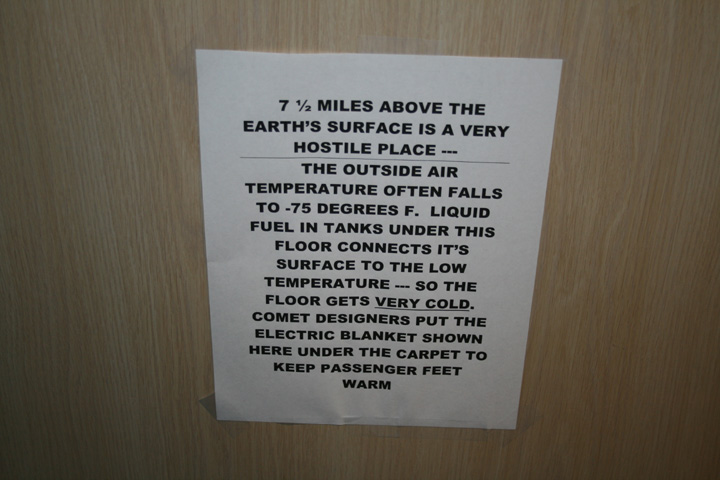 7 ½ MILES ABOVE THE
EARTH'S SURFACE IS A VERY
HOSTILE PLACE ---
THE OUTSIDE AIR
TEMPERATURE OFTEN FALLS
TO -75 DEGREES F. LIQUID
FUEL IN TANKS UNDER THIS
FLOOR CONNECTS IT'S
SURFACE TO THE LOW
TEMPERATURE --- SO THE
FLOOR GETS VERY COLD.
COMET DESIGNERS PUT THE
ELECTRIC BLANKET SHOWN
HERE UNDER THE CARPET TO
KEEP PASSENGER FEET
WARM